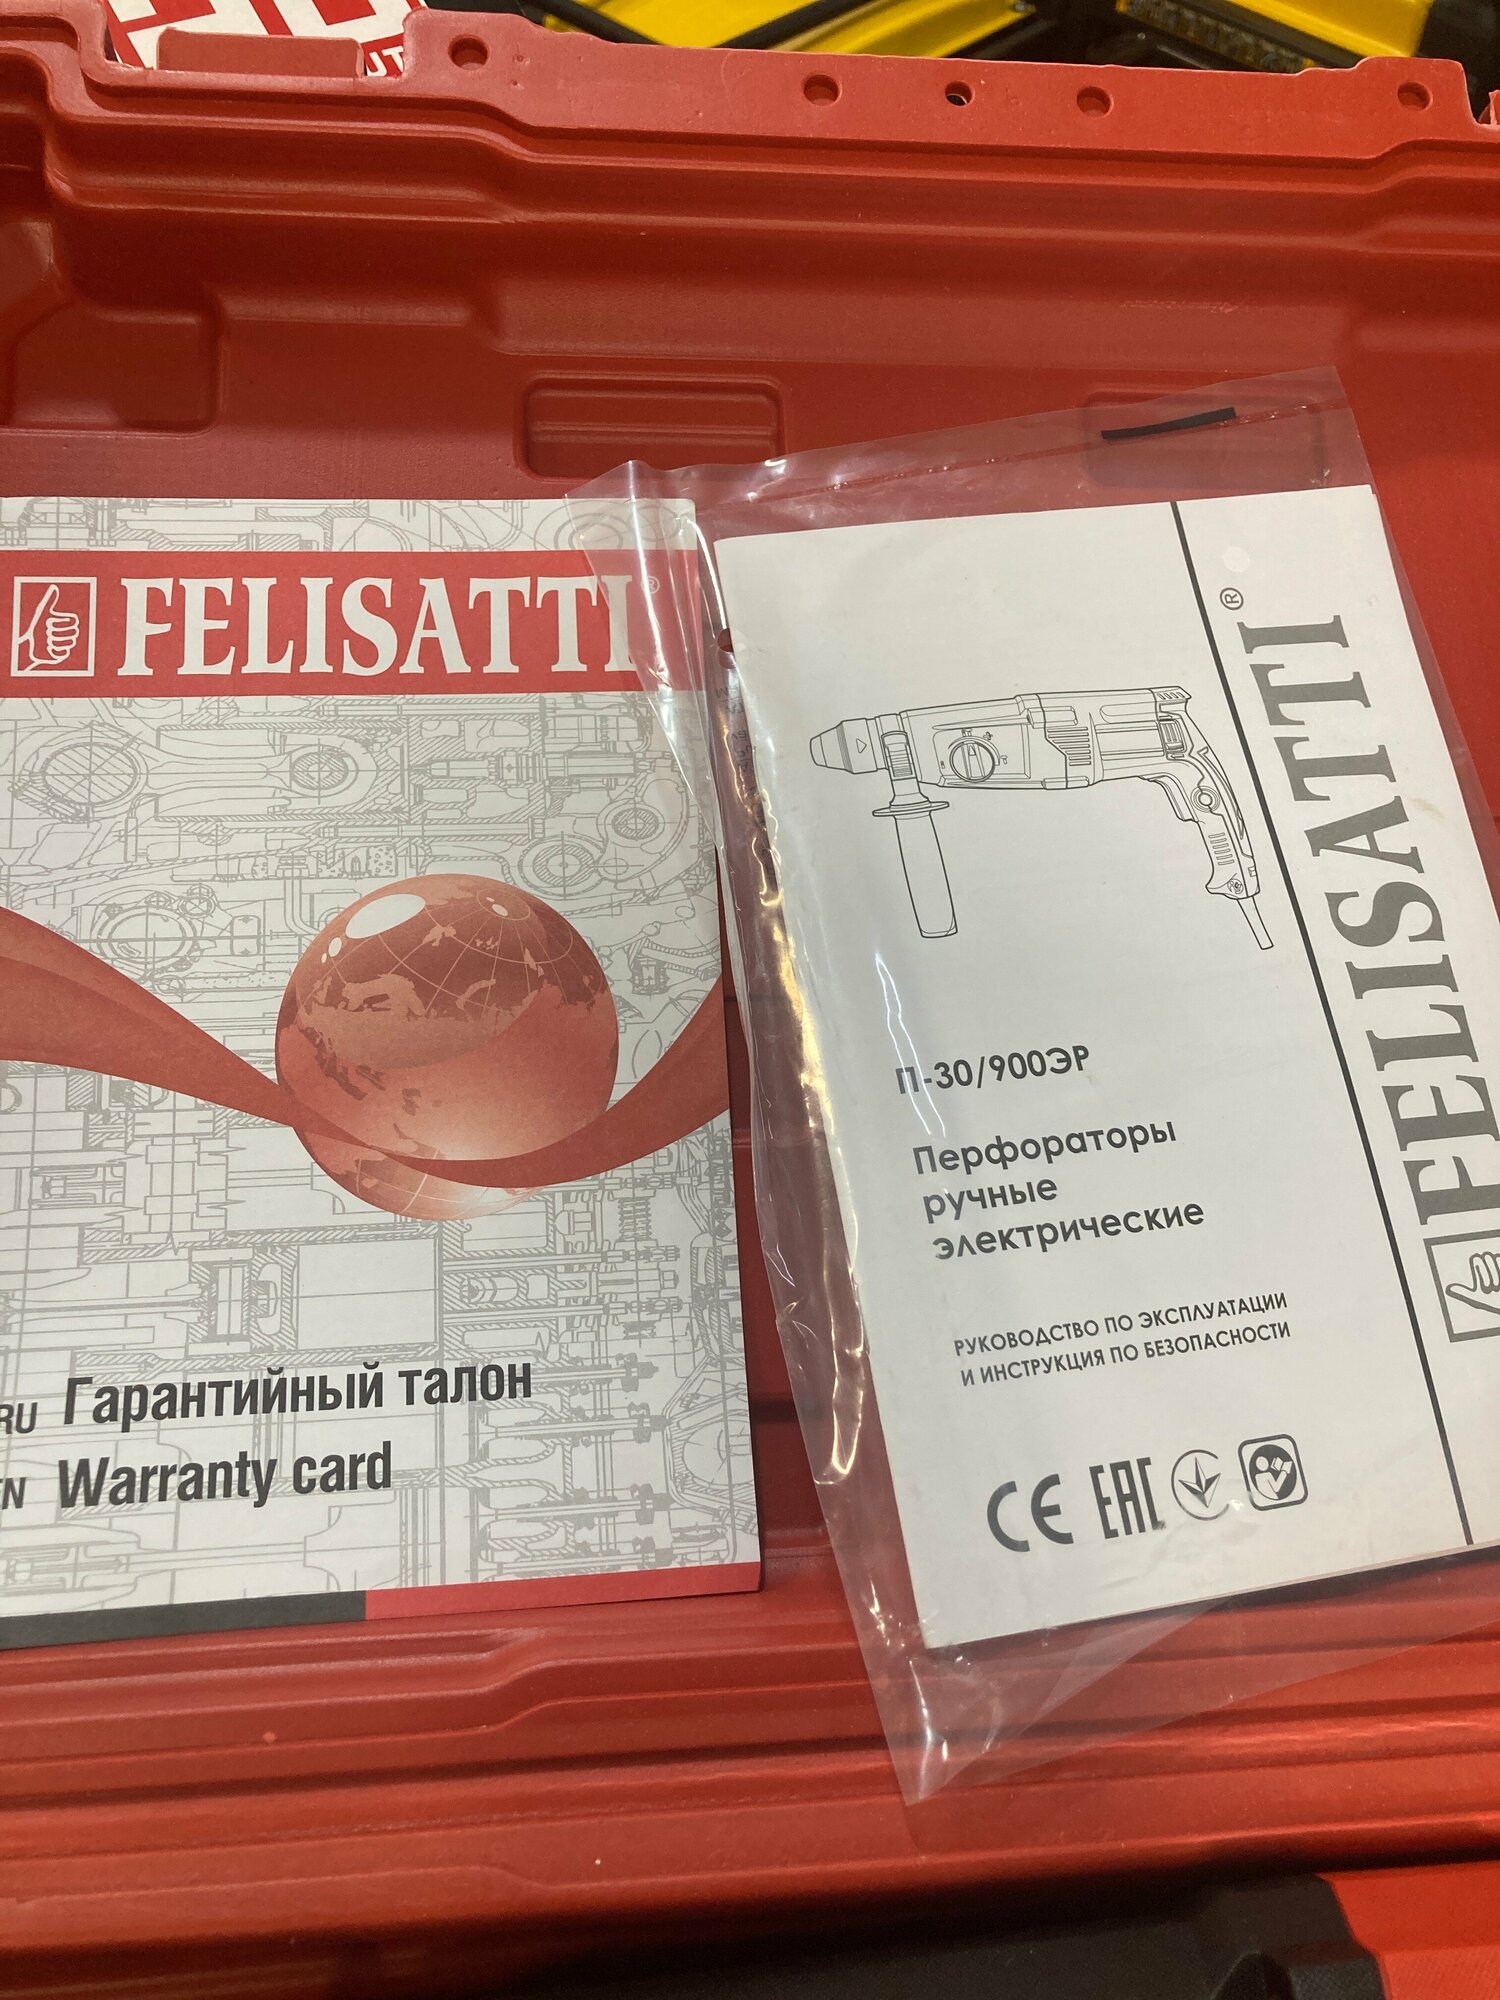 FELISATTI®
RU Гарантийный талон
EN Warranty card
FELISATTI®
П-30/900ЭР
Перфораторы
ручные
электрические
РУКОВОДСТВО ПО ЭКСПЛУАТАЦИИ
И ИНСТРУКЦИЯ ПО БЕЗОПАСНОСТИ
CE EAC